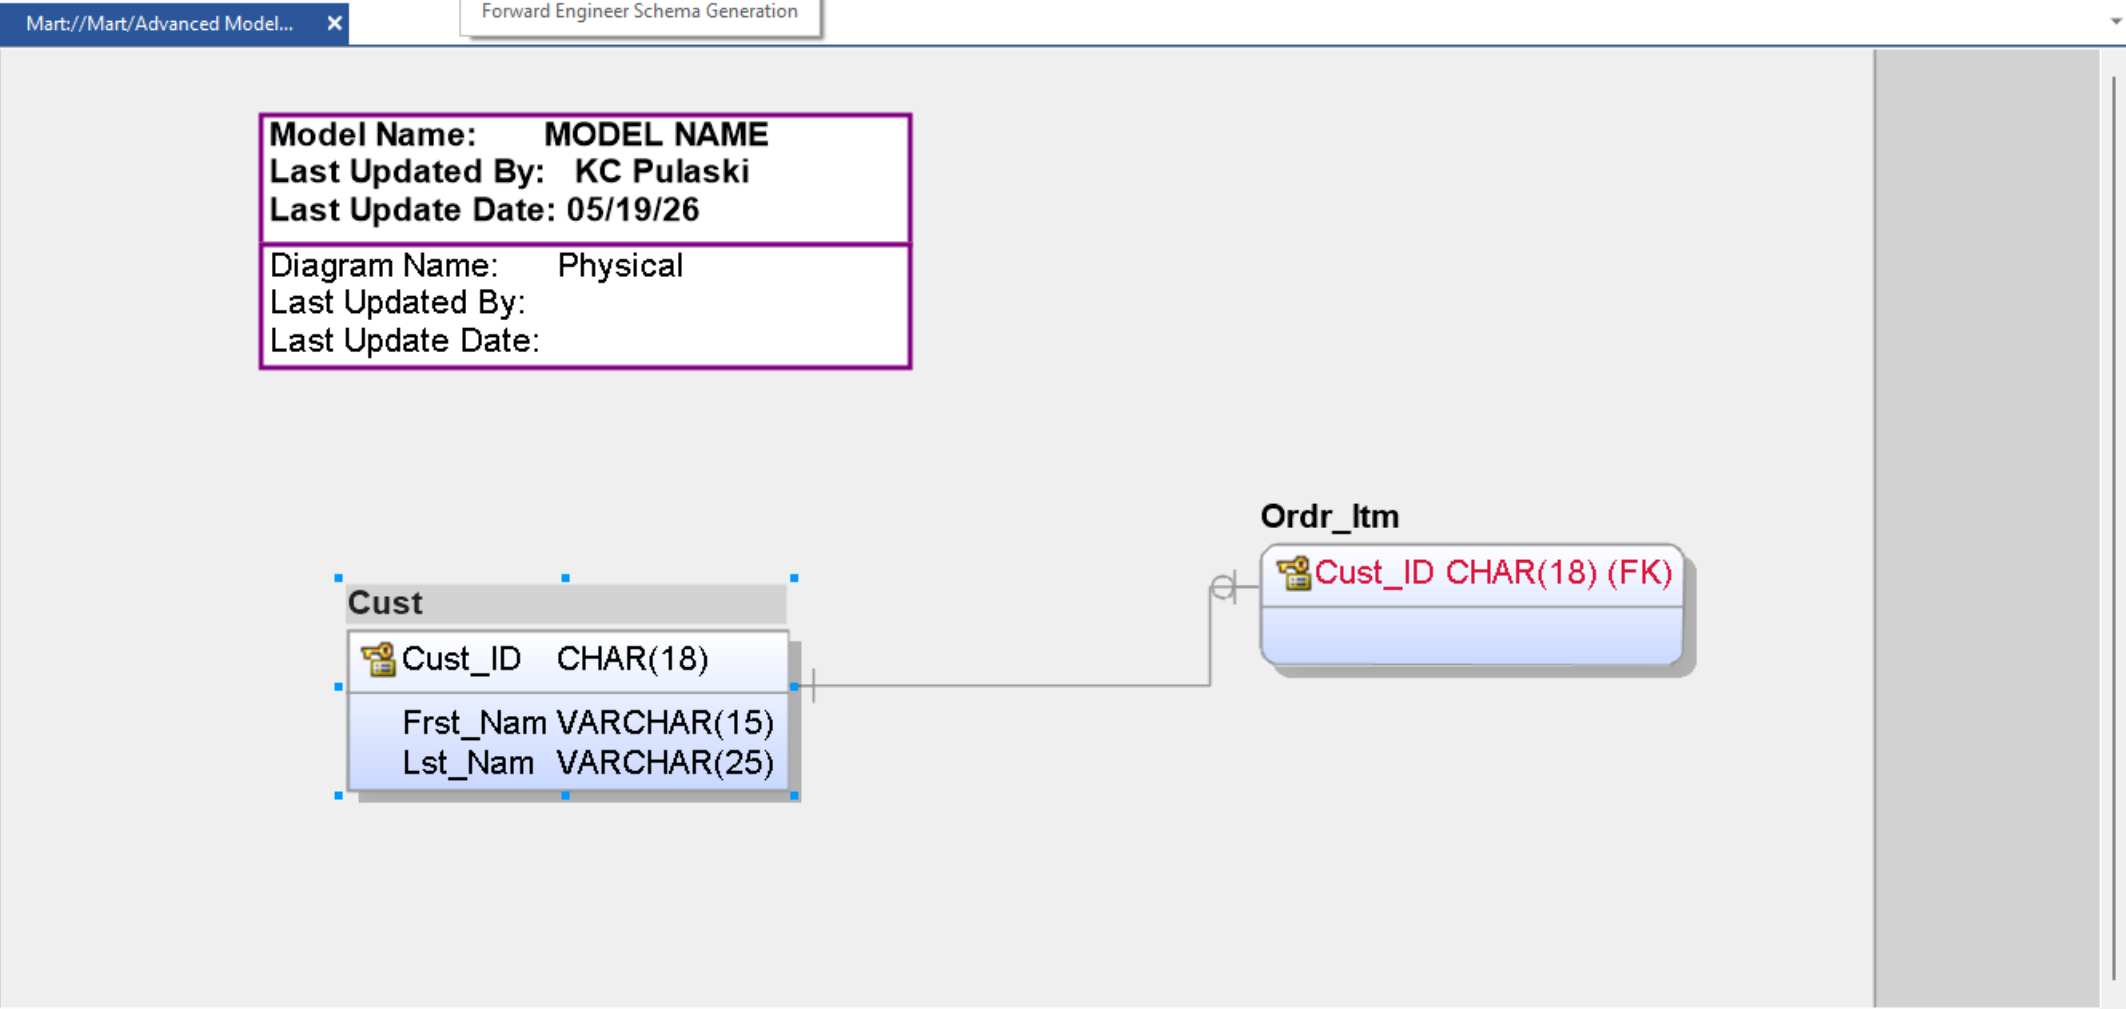 Mart://Mart/Advanced Model...
Forward Engineer Schema Generation
Model Name: MODEL NAME
Last Updated By: KC Pulaski
Last Update Date: 05/19/26
Diagram Name: Physical
Last Updated By:
Last Update Date:
Ordr_Itm
Cust_ID CHAR(18) (FK)
Cust
Cust_ID CHAR(18)
Frst_Nam VARCHAR(15)
Lst_Nam VARCHAR(25)